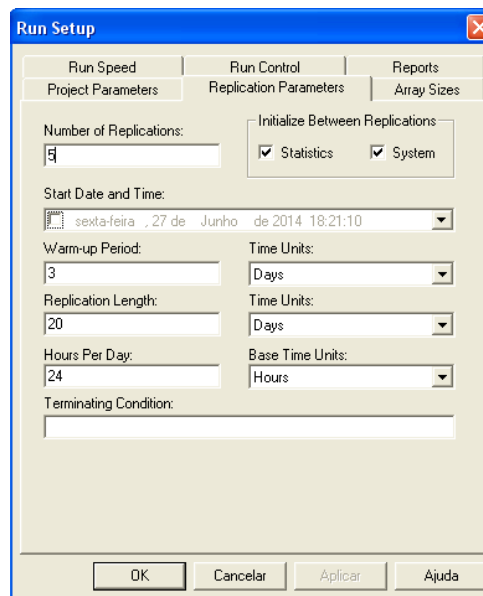 Run Setup
Run Speed Run Control Reports
Project Parameters Replication Parameters Array Sizes
Number of Replications:
5
Initialize Between Replications
Statistics System
Start Date and Time:
sexta-feira , 27 de Junho de 2014 18:21:10
Warm-up Period: Time Units:
3 Days
Replication Length: Time Units:
20 Days
Hours Per Day: Base Time Units:
24 Hours
Terminating Condition:
OK Cancelar Aplicar Ajuda